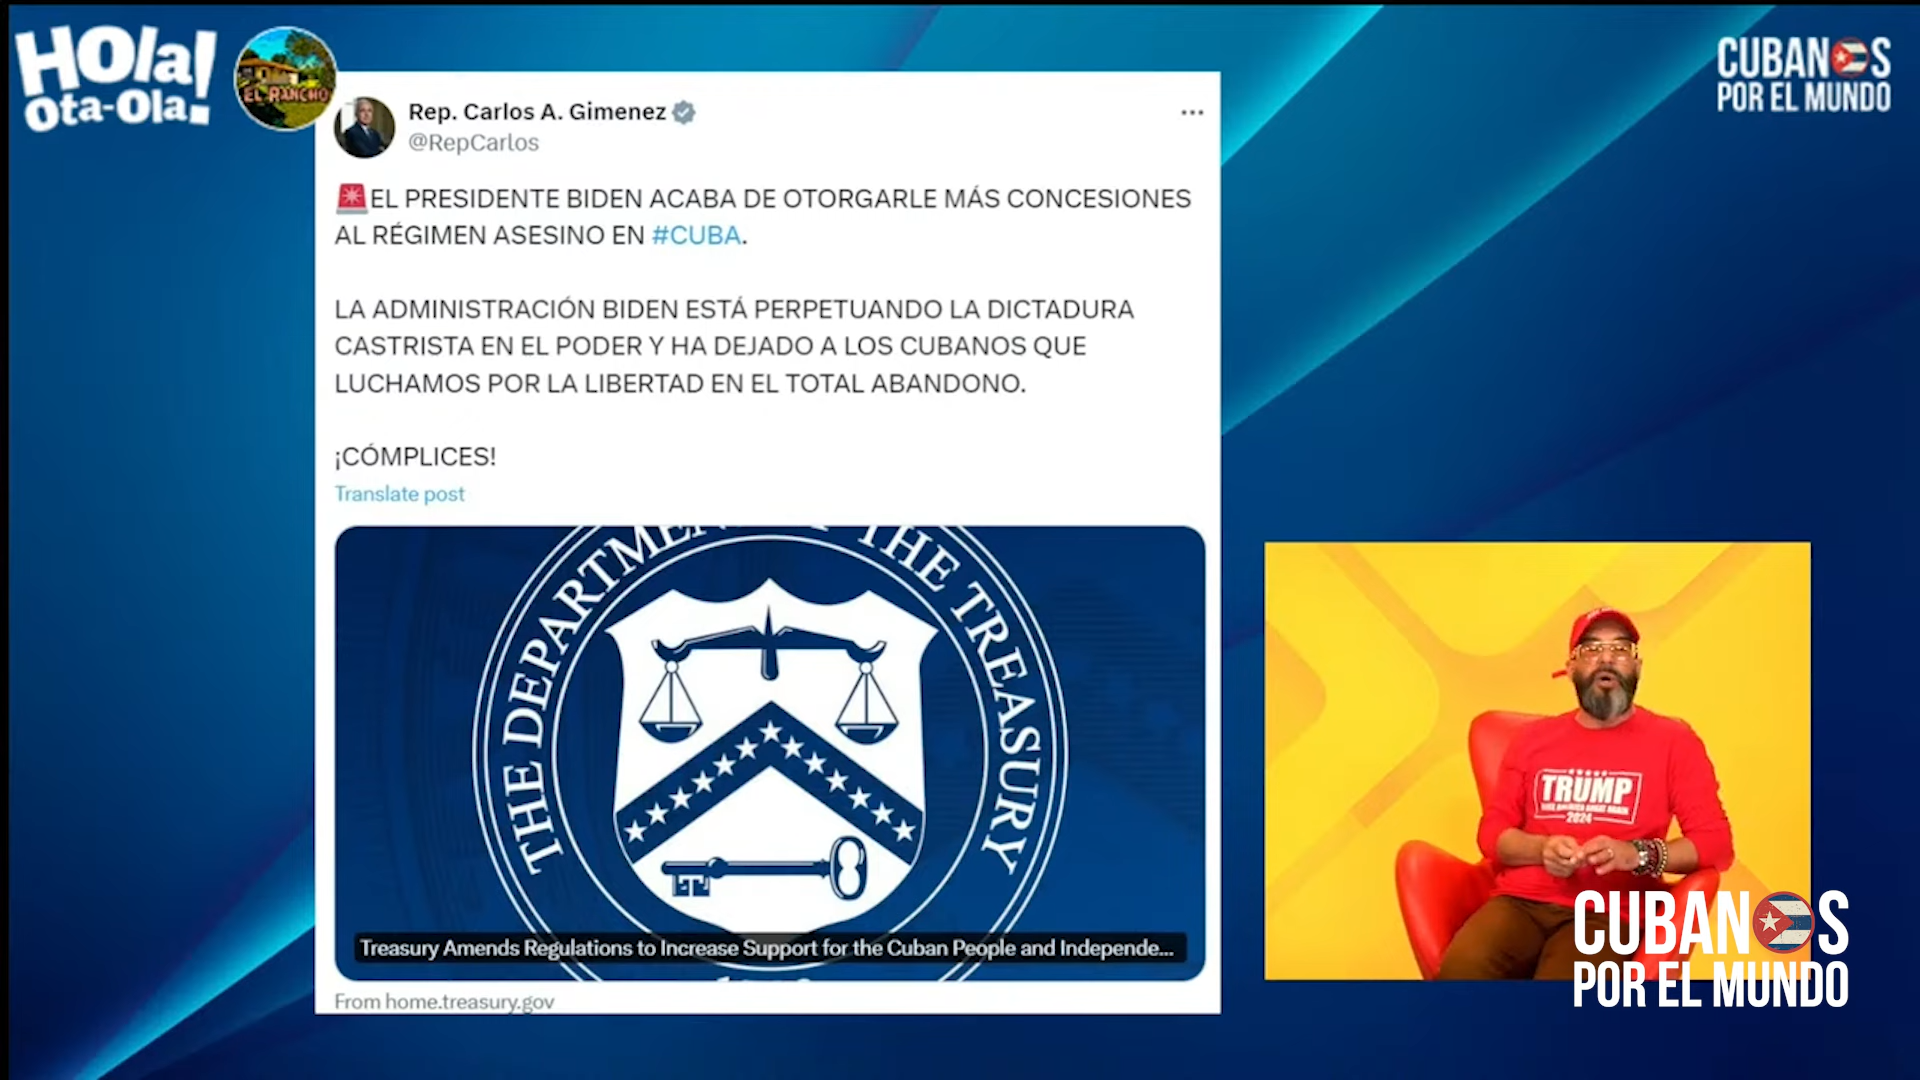 HOla!
Ota-Ola!
EL RANCHO
CUBANOS
POR EL MUNDO
Rep. Carlos A. Gimenez
@RepCarlos
EL PRESIDENTE BIDEN ACABA DE OTORGARLE MÁS CONCESIONES
AL RÉGIMEN ASESINO EN #CUBA.
LA ADMINISTRACIÓN BIDEN ESTÁ PERPETUANDO LA DICTADURA
CASTRISTA EN EL PODER Y HA DEJADO A LOS CUBANOS QUE
LUCHAMOS POR LA LIBERTAD EN EL TOTAL ABANDONO.
¡CÓMPLICES!
Translate post
THE DEPARTMENT OF THE TREASURY
Treasury Amends Regulations to Increase Support for the Cuban People and Independe...
From home.treasury.gov
TRUMP
2024
CUBANOS
POR EL MUNDO